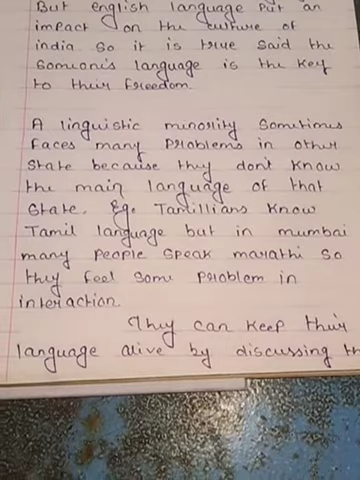 But english language put an
impact on the culture of
india. So it is true said the
Someone's language is the key
to their freedom.
A linguistic minority Sometimes
faces many problems in other
State because they don't know
the main language of that
State. Eg. Tamillians know
Tamil language but in mumbai
many people speak marathi so
they feel some problem in
interaction.
They can keep their
language alive by discussing th